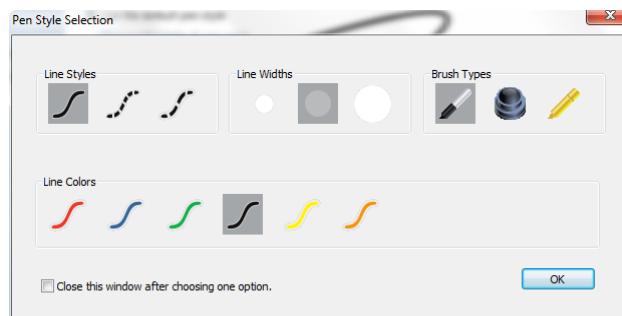 Pen Style Selection
Line Styles
Line Widths
Brush Types
Line Colors
Close this window after choosing one option.
OK